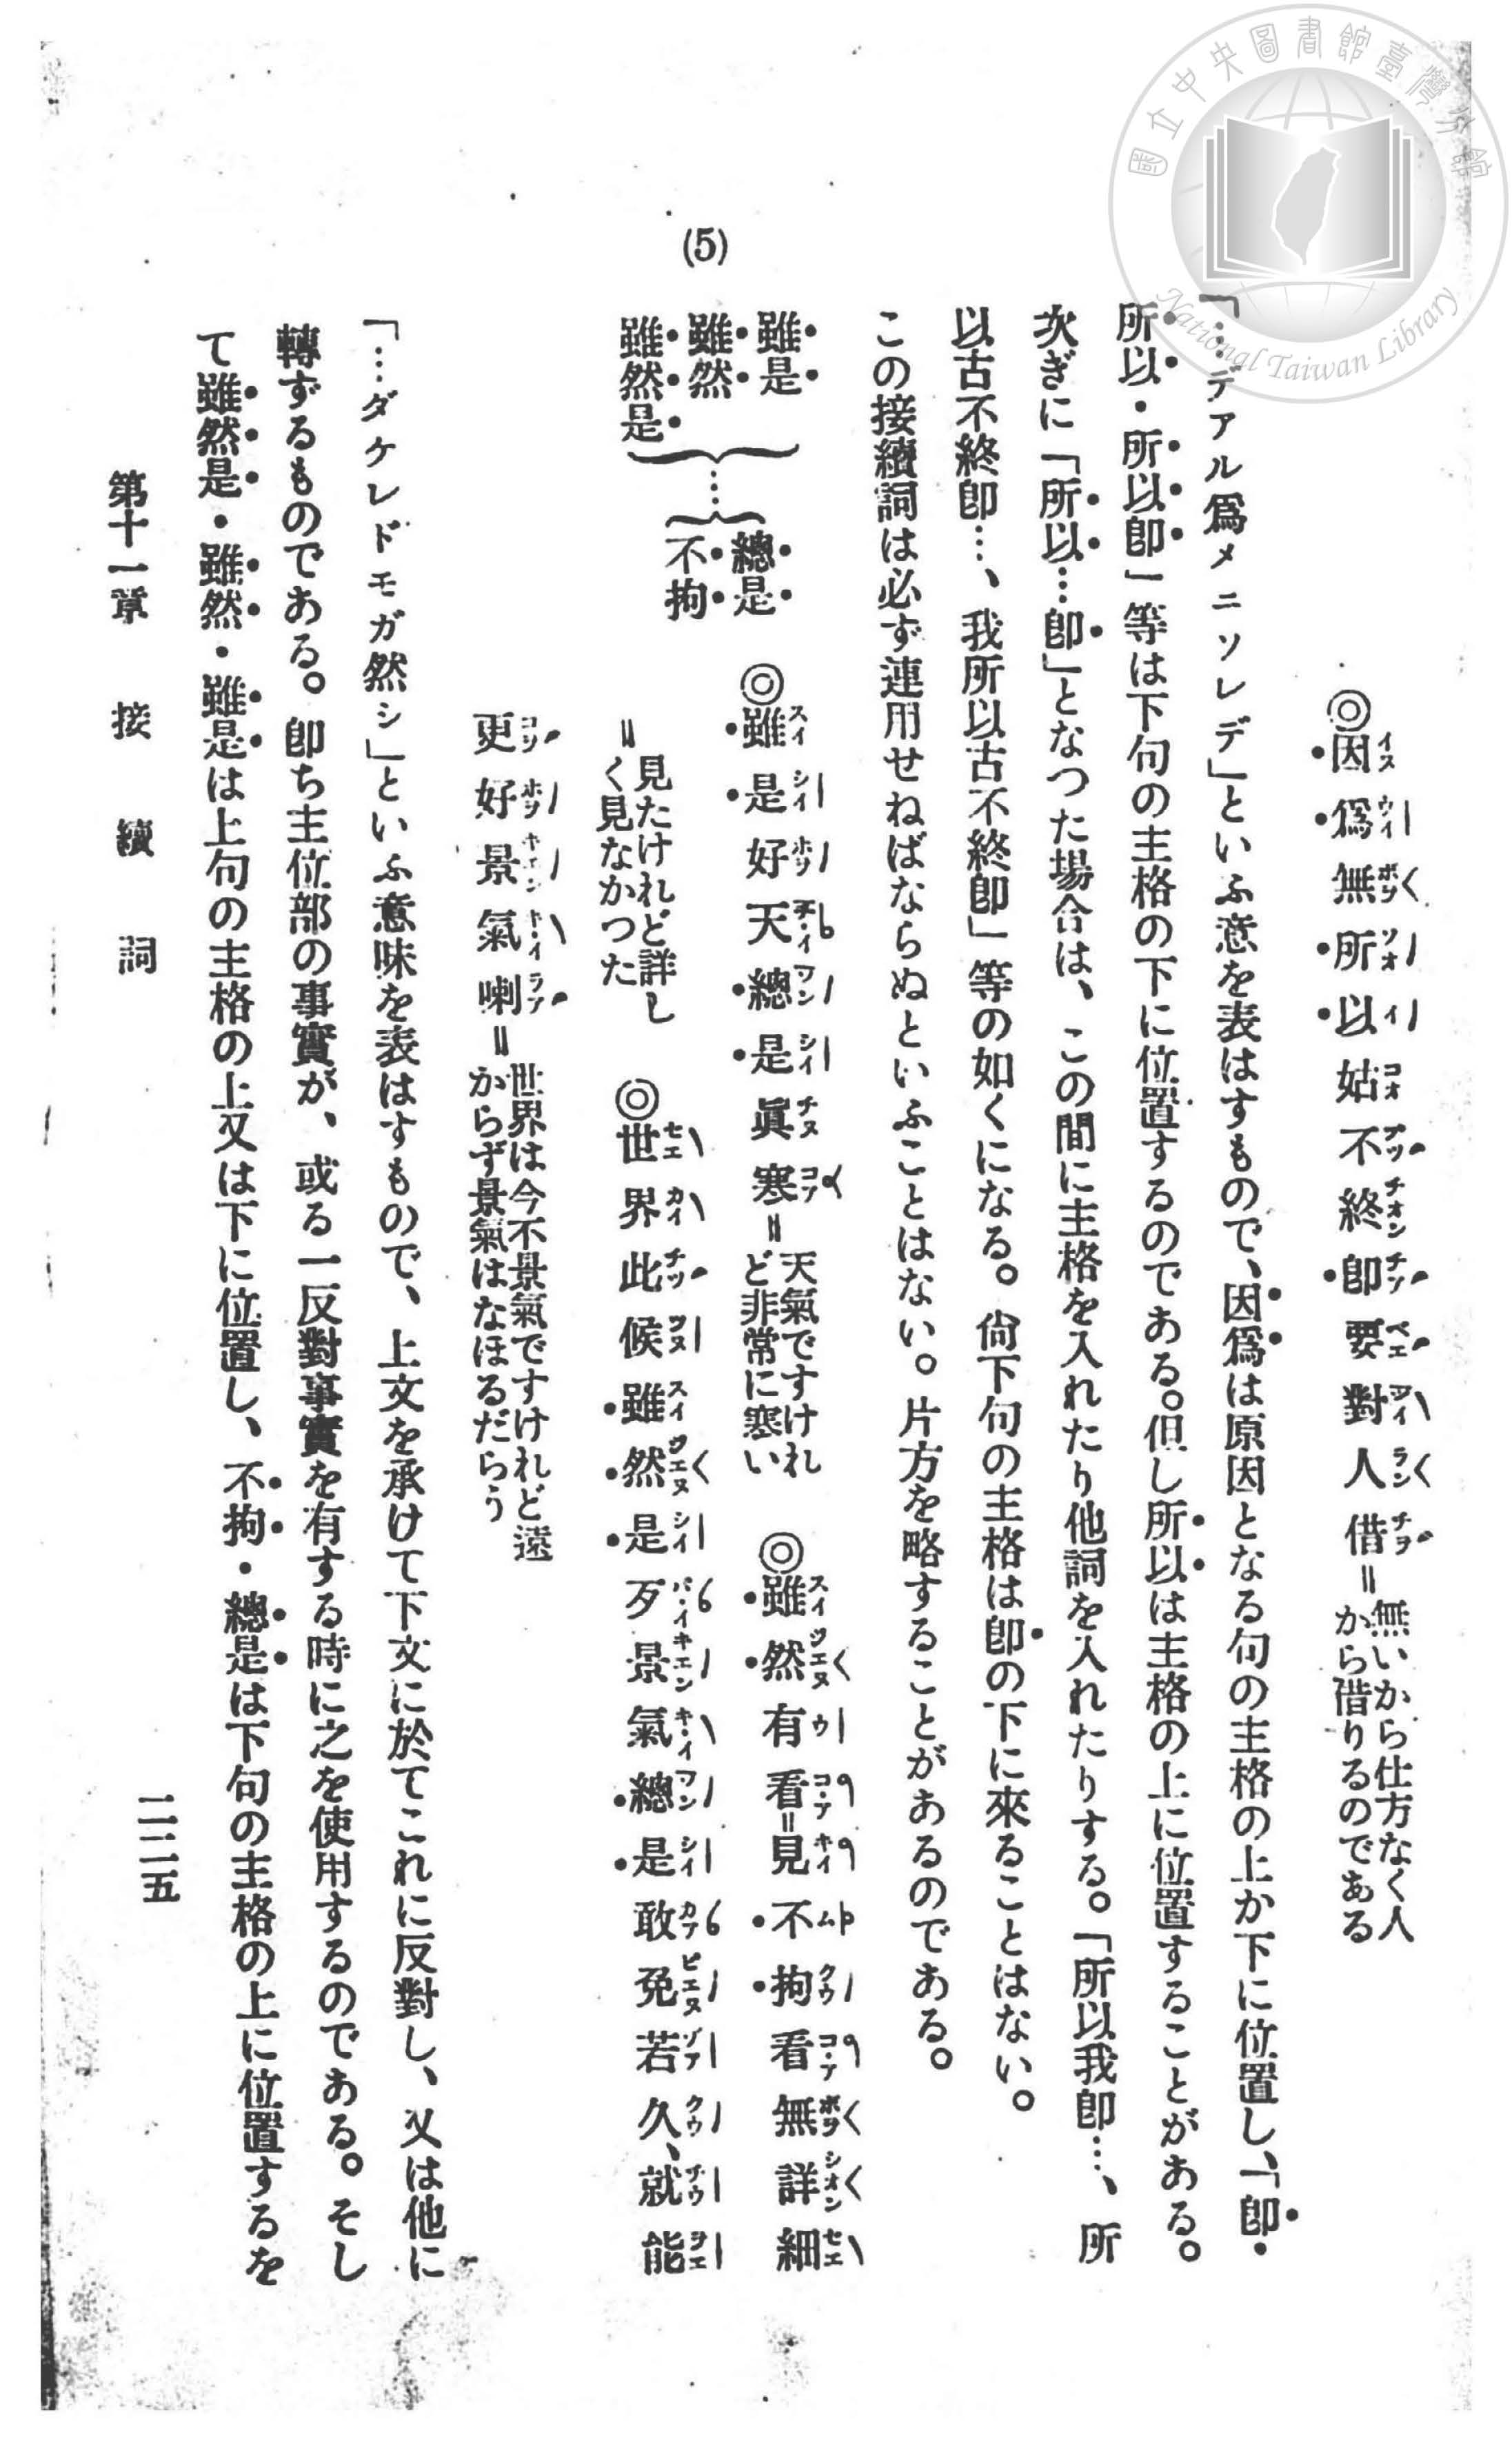 國立中央圖書館臺灣分館
National Taiwan Library
◎因爲無所以姑不終卽要對人借=無いから仕方なく人から借りるのである
「…デアル爲メニソレデ」といふ意を表はすもので、因爲は原因となる句の主格の上か下に位置し、「卽・
所以・所以卽」等は下句の主格の下に位置するのである。但し所以は主格の上に位置することがある。
次ぎに「所以…卽」となつた場合は、この間に主格を入れたり他詞を入れたりする。「所以我卽…、所
以古不終卽…、我所以古不終卽」等の如くになる。尙下句の主格は卽の下に來ることはない。
この接續詞は必ず連用せねばならぬといふことはない。片方を略することがあるのである。
(5)
雖是
雖然
雖然是
…
總是
不拘
◎雖是好天總是眞寒=天氣ですけれど非常に寒い
◎雖然有看=見不拘看無詳細
=見たけれど詳しく見なかつた
◎世界此候雖然是歹景氣總是敢免若久、就能
更好景氣喇=世界は今不景氣ですけれど遠からず景氣はなほるだらう
「…ダケレドモガ然シ」といふ意味を表はすもので、上文を承けて下文に於てこれに反對し、又は他に
轉ずるものである。卽ち主位部の事實が、或る一反對事實を有する時に之を使用するのである。そし
て雖然是・雖然・雖是は上句の主格の上又は下に位置し、不拘・總是は下句の主格の上に位置するを
第十一章 接續詞
二二五